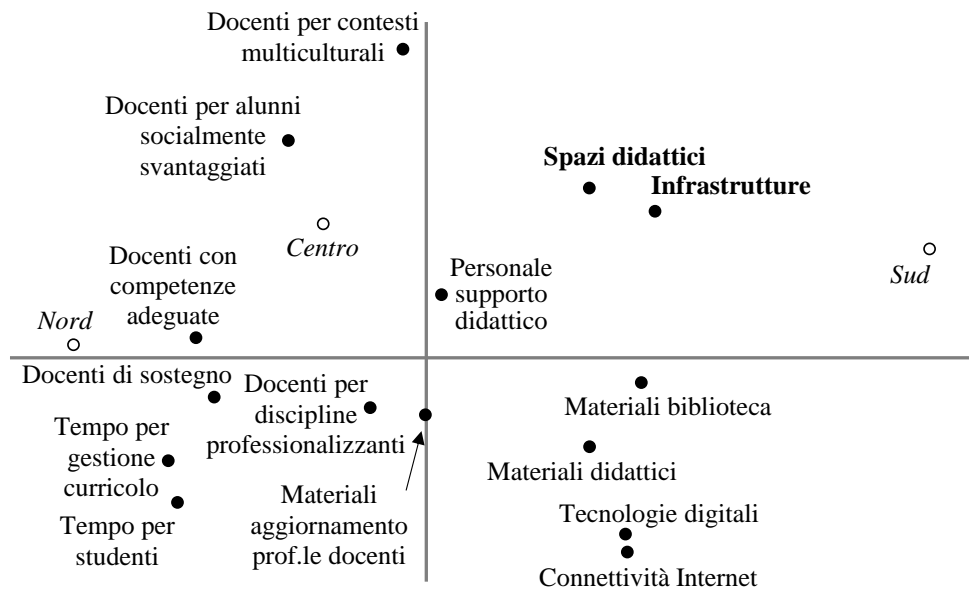 Docenti per contesti
multiculturali
Docenti per alunni
socialmente
svantaggiati
Spazi didattici
Infrastrutture
Centro
Sud
Docenti con
competenze
adeguate
Personale
supporto
didattico
Nord
Docenti di sostegno
Docenti per
discipline
professionalizzanti
Materiali biblioteca
Tempo per
gestione
curricolo
Materiali didattici
Materiali
aggiornamento
prof.le docenti
Tempo per
studenti
Tecnologie digitali
Connettività Internet